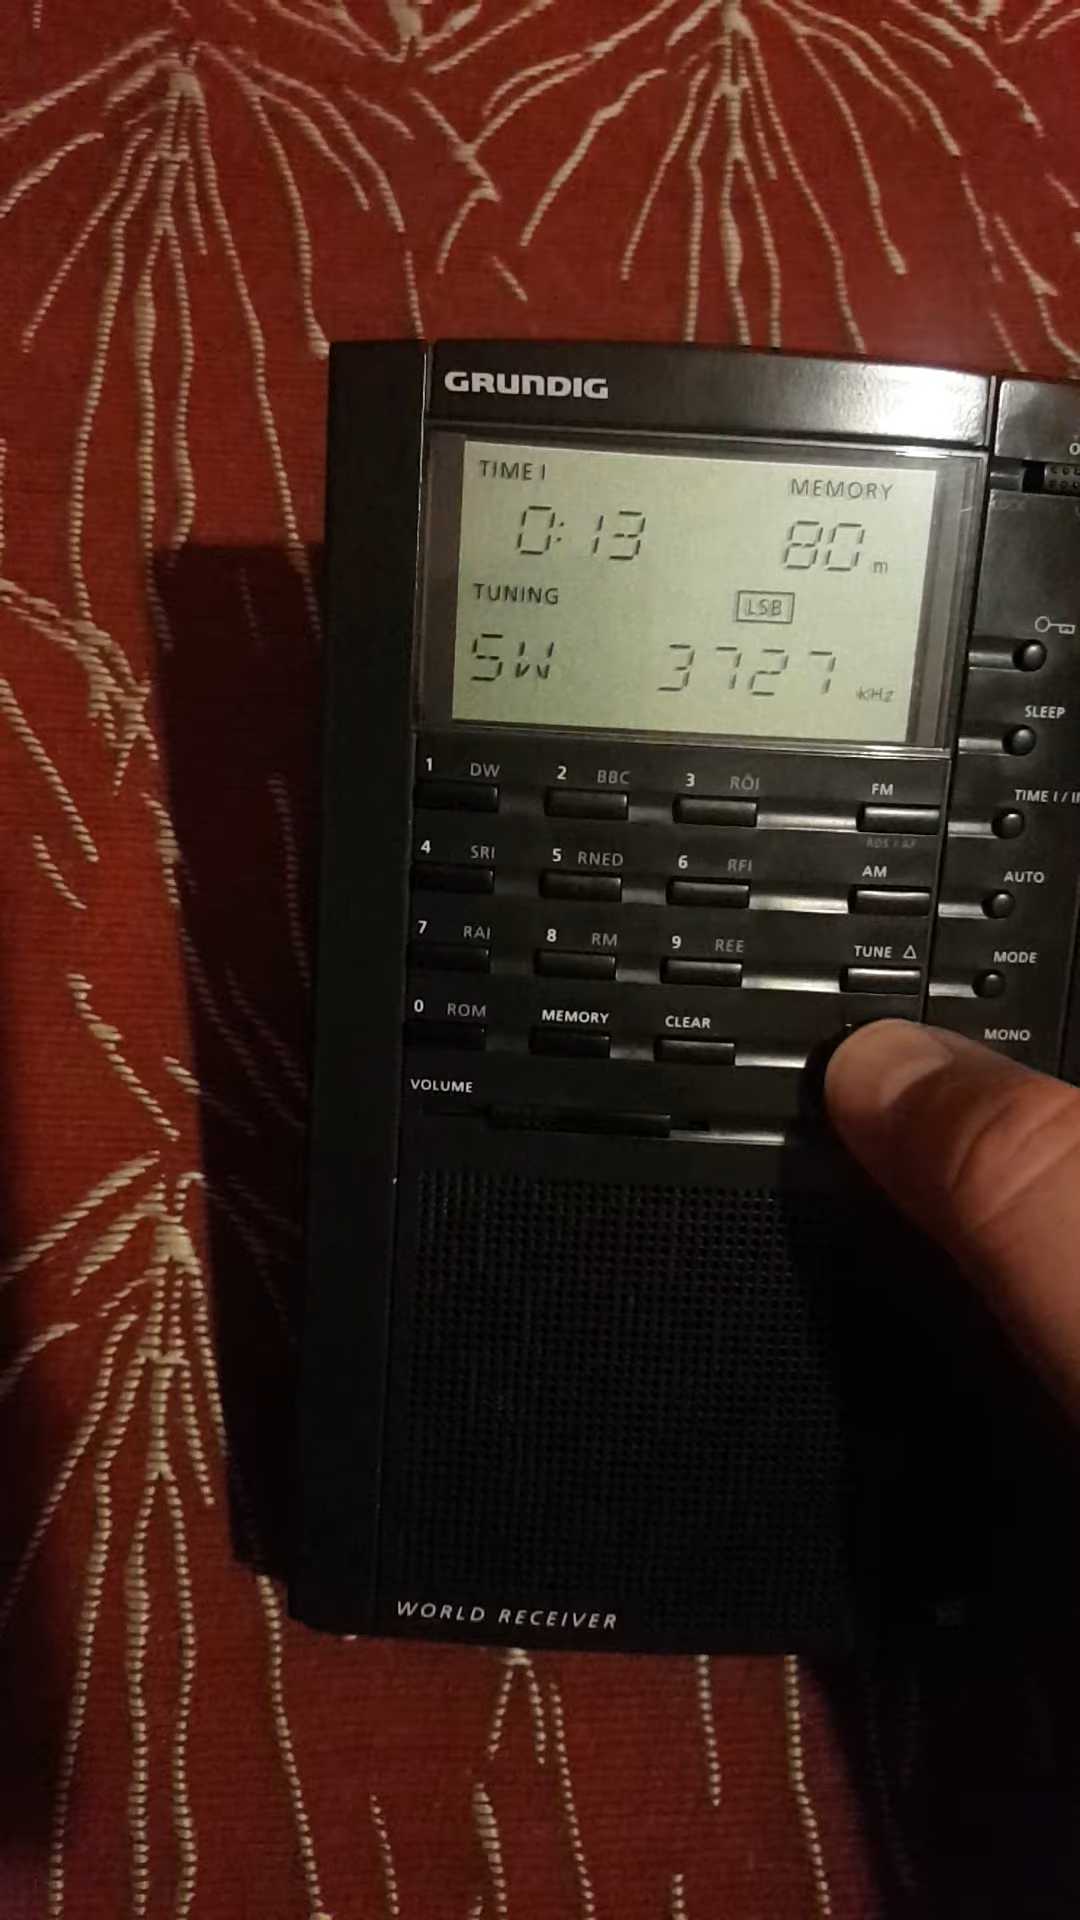 GRUNDIG
TIME I MEMORY
0:13 80 m
TUNING LSB
SW 3727 kHz
SLEEP
1 DW 2 BBC 3 RÖI FM
TIME I / II
4 SRI 5 RNED 6 RFI AM
AUTO
7 RAI 8 RM 9 REE TUNE △
MODE
0 ROM MEMORY CLEAR
MONO
VOLUME
WORLD RECEIVER